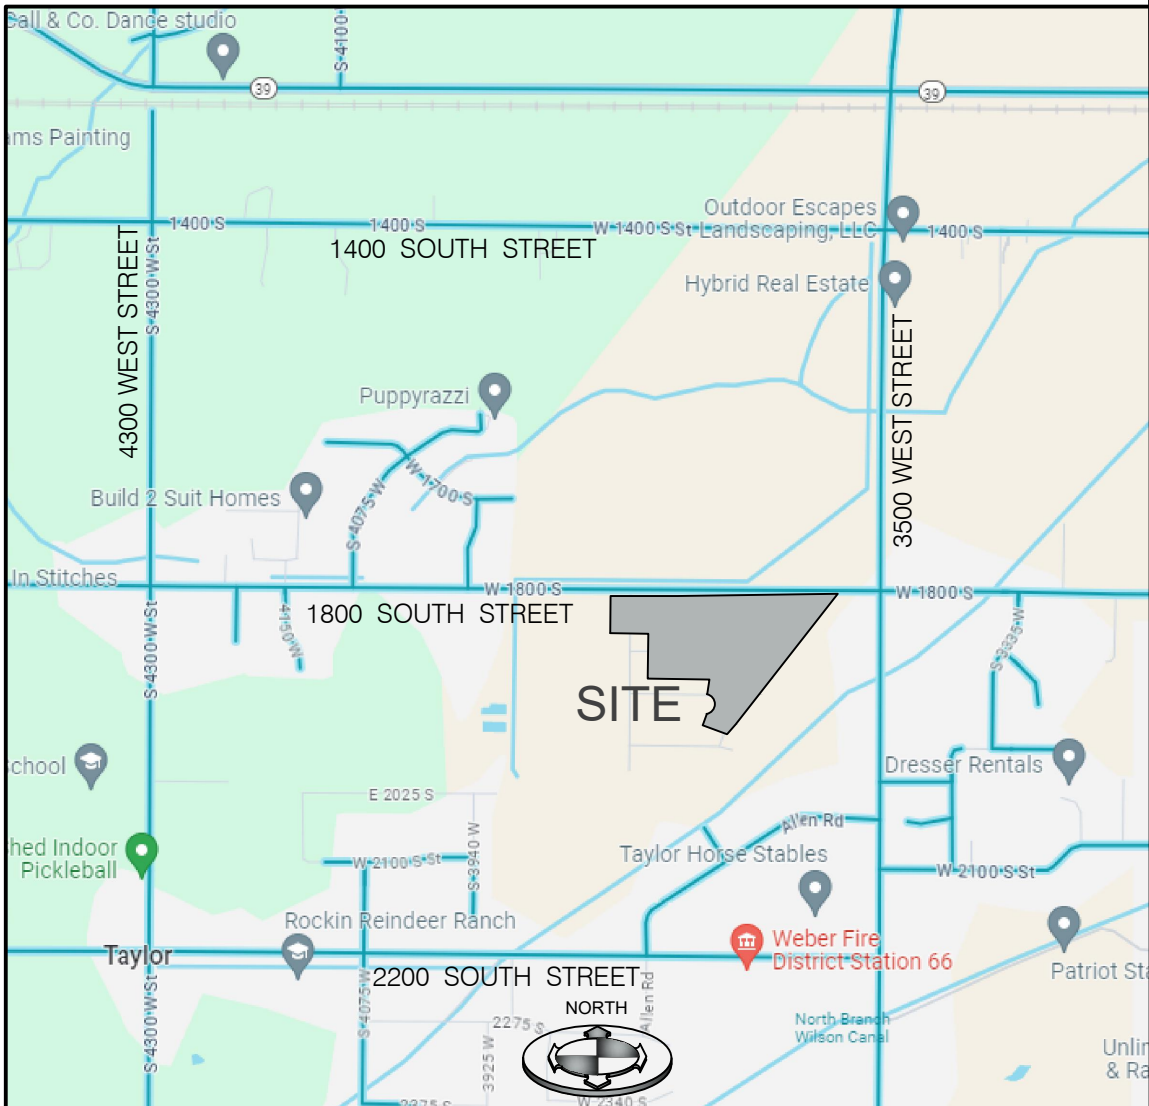 Call & Co. Dance studio
S 4100
39
39
ams Painting
1400 S
1400 S
W 1400 S St
1400 S
Outdoor Escapes
Landscaping, LLC
1400 SOUTH STREET
4300 WEST STREET
S 4300 W St
Hybrid Real Estate
3500 WEST STREET
Puppyrazzi
W 1700 S
S 4075 W
Build 2 Suit Homes
In Stitches
W 1800 S
W 1800 S
1800 SOUTH STREET
4150 W
S 4300 W St
S 3335 W
SITE
School
Dresser Rentals
E 2025 S
Allen Rd
hed Indoor
Pickleball
W 2100 S St
S 3940 W
Taylor Horse Stables
W 2100 S St
Rockin Reindeer Ranch
Weber Fire
District Station 66
Taylor
2200 SOUTH STREET
Patriot Sta
S 4300 W St
S 4075 W
NORTH
Allen Rd
2275 S
3925 W
North Branch
Wilson Canal
Unlin
& Ra
2375 S
W 2340 S